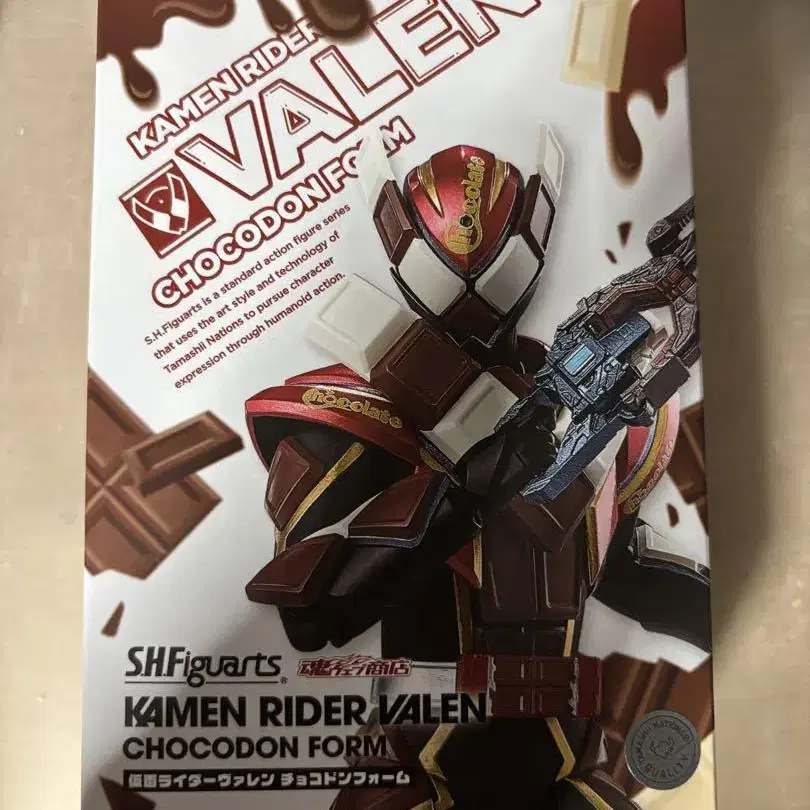 KAMEN RIDER
VALEN
CHOCODON FORM
S.H.Figuarts is a standard action figure series
that uses the art style and technology of
Tamashii Nations to pursue character
expression through humanoid action.
Chocolate
Chocolate
S.H.Figuarts®
魂ウェブ商店
KAMEN RIDER VALEN
CHOCODON FORM
仮面ライダーヴァレン チョコドンフォーム
TAMASHII NATIONS
QUALITY